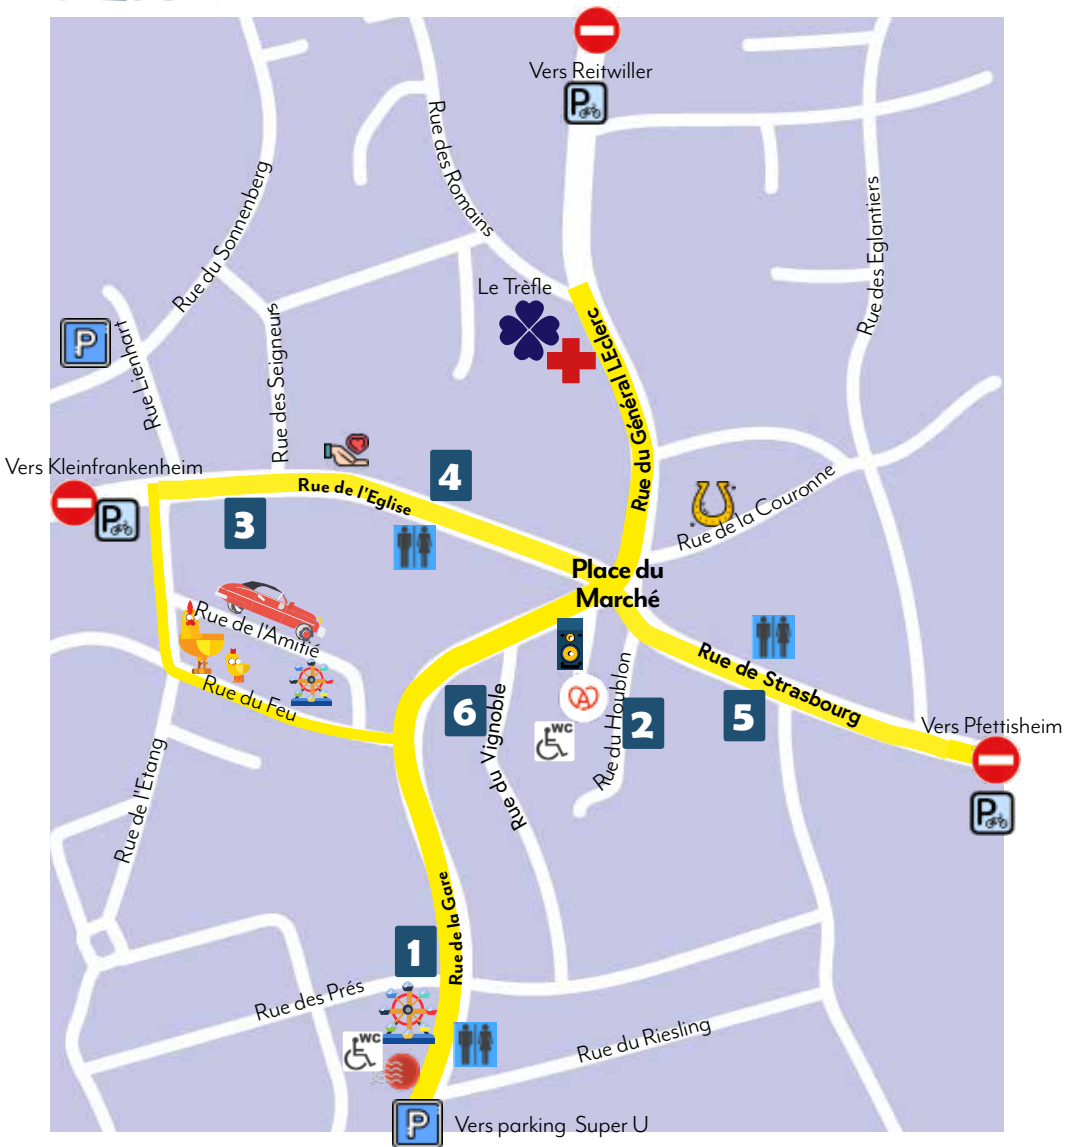 Vers Reitwiller
P
Rue des Romains
Rue du Sonnenberg
Rue des Eglantiers
Le Trèfle
Rue du Général LEclerc
P
Rue Lienhart
Rue des Seigneurs
Vers Kleinfrankenheim
P
Rue de l'Eglise
4
3
Rue de la Couronne
Place du
Marché
Rue de l'Amitié
Rue du Feu
Rue de Strasbourg
6
Rue du Vignoble
A
WC
Rue du Houblon
2
5
Vers Pfettisheim
P
Rue de l'Etang
Rue de la Gare
1
Rue des Prés
WC
Rue du Riesling
P
Vers parking Super U